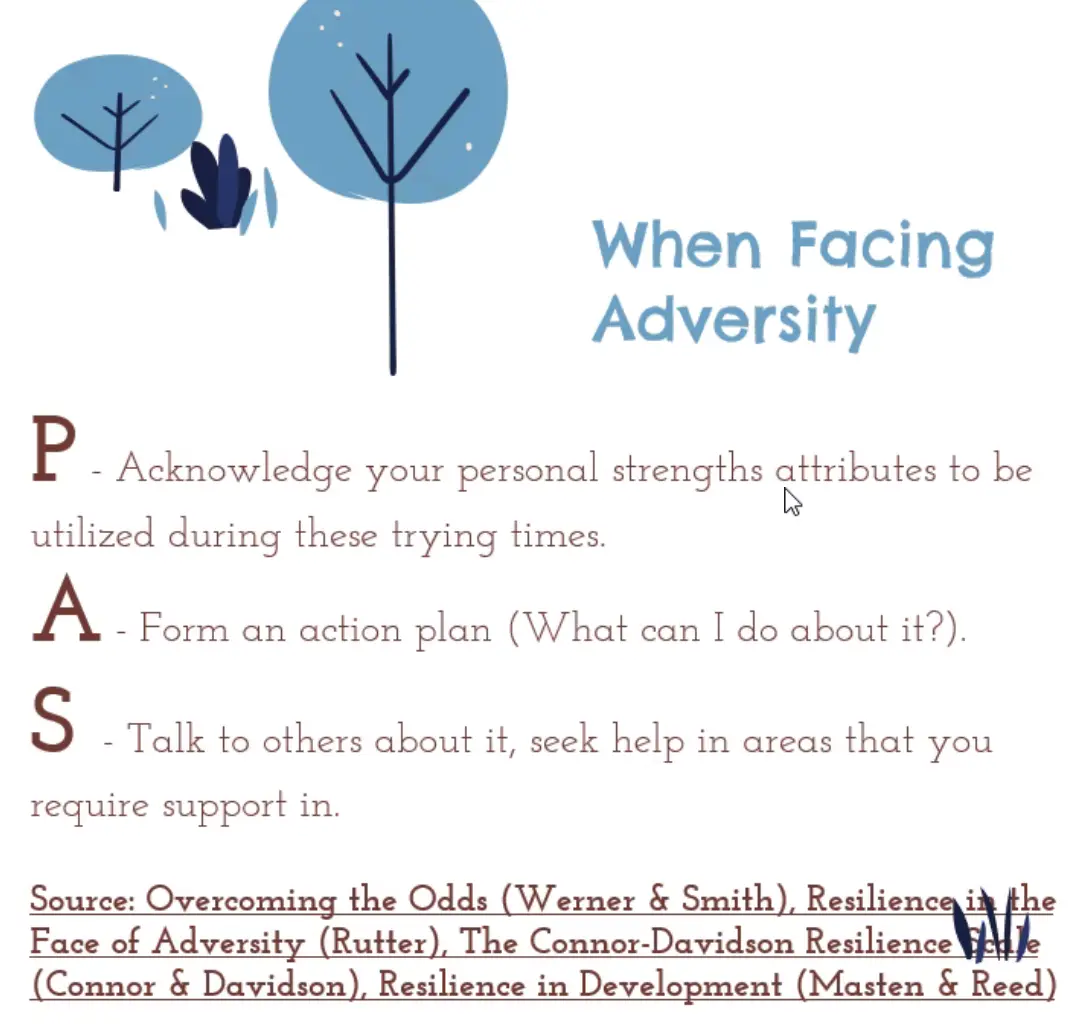 When Facing
Adversity
P - Acknowledge your personal strengths attributes to be
utilized during these trying times.
A - Form an action plan (What can I do about it?).
S - Talk to others about it, seek help in areas that you
require support in.
Source: Overcoming the Odds (Werner & Smith), Resilience in the
Face of Adversity (Rutter), The Connor-Davidson Resilience Scale
(Connor & Davidson), Resilience in Development (Masten & Reed)